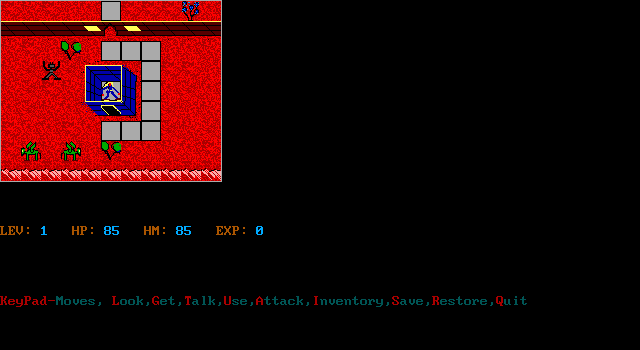 LEV: 1 HP: 85 HM: 85 EXP: 0
KeyPad-Moves, Look,Get,Talk,Use,Attack,Inventory,Save,Restore,Quit